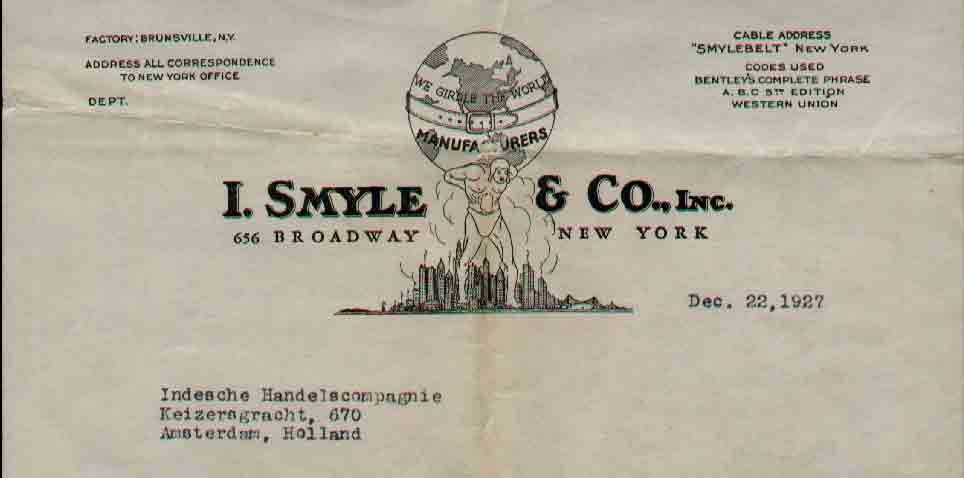 FACTORY: BRUNSVILLE, N.Y.
ADDRESS ALL CORRESPONDENCE
TO NEW YORK OFFICE
DEPT.
CABLE ADDRESS
"SMYLEBELT" NEW YORK
CODES USED
BENTLEY'S COMPLETE PHRASE
A.B.C 5TH EDITION
WESTERN UNION
WE GIRDLE THE WORLD
MANUFACTURERS
I. SMYLE & CO., INC.
656 BROADWAY NEW YORK
Dec. 22,1927
Indesche Handelscompagnie
Keizersgracht, 670
Amsterdam, Holland